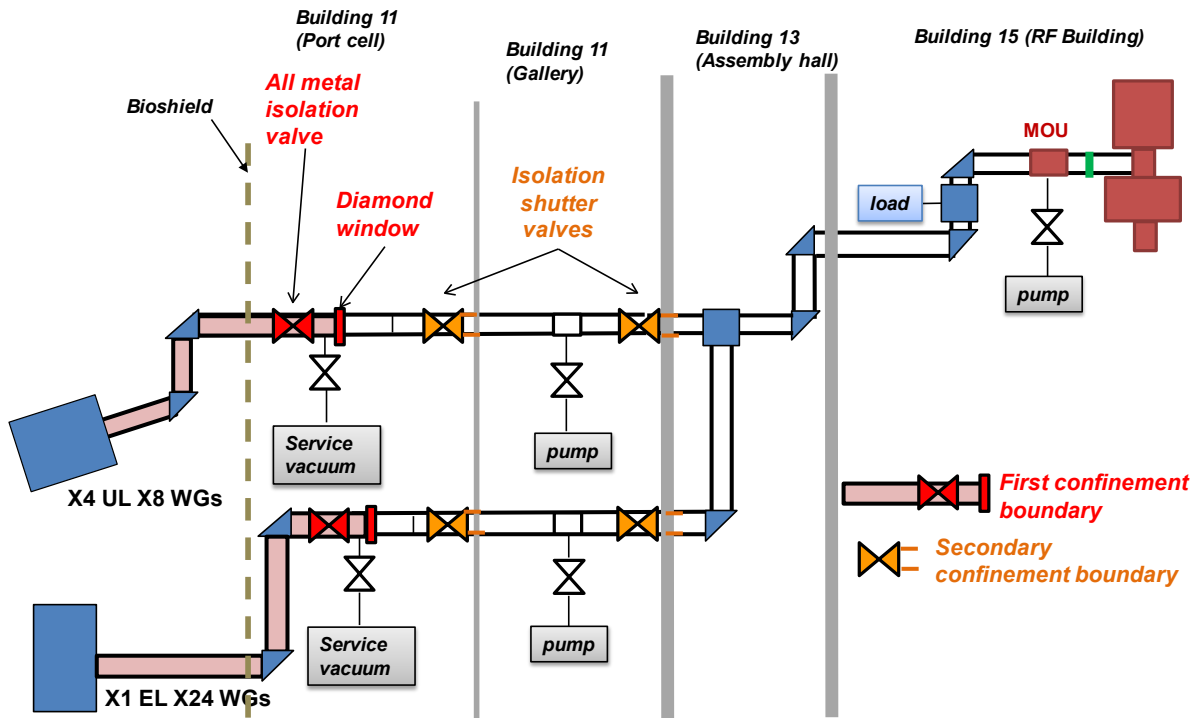 Building 11
(Port cell)
Building 11
(Gallery)
Building 13
(Assembly hall)
Building 15 (RF Building)
Bioshield
All metal
isolation
valve
Diamond
window
Isolation
shutter
valves
MOU
load
pump
Service
vacuum
pump
X4 UL X8 WGs
First confinement
boundary
Secondary
confinement boundary
Service
vacuum
pump
X1 EL X24 WGs